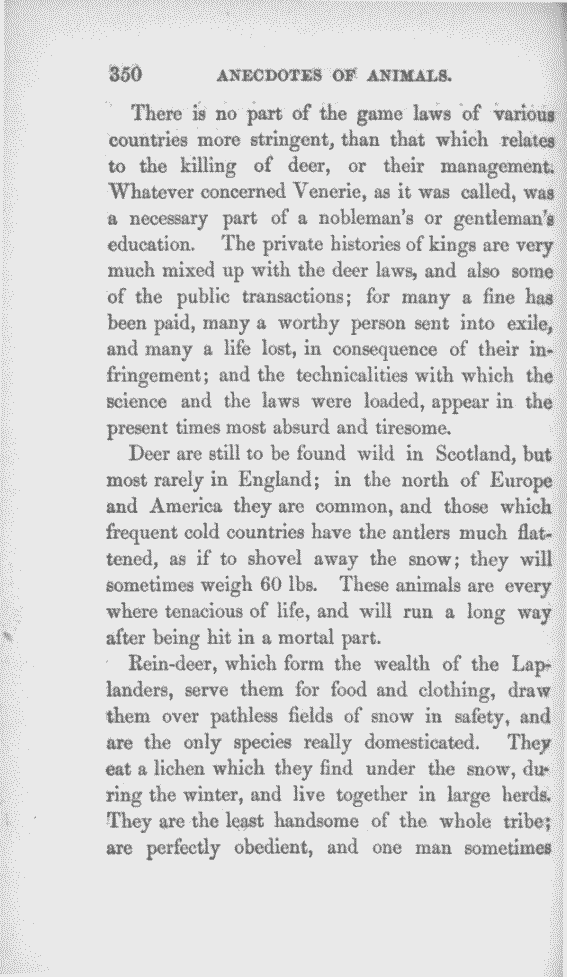 350 ANECDOTES OF ANIMALS.
There is no part of the game laws of various
countries more stringent, than that which relates
to the killing of deer, or their management.
Whatever concerned Venerie, as it was called, was
a necessary part of a nobleman's or gentleman's
education. The private histories of kings are very
much mixed up with the deer laws, and also some
of the public transactions; for many a fine has
been paid, many a worthy person sent into exile,
and many a life lost, in consequence of their in-
fringement; and the technicalities with which the
science and the laws were loaded, appear in the
present times most absurd and tiresome.
Deer are still to be found wild in Scotland, but
most rarely in England; in the north of Europe
and America they are common, and those which
frequent cold countries have the antlers much flat-
tened, as if to shovel away the snow; they will
sometimes weigh 60 lbs. These animals are every
where tenacious of life, and will run a long way
after being hit in a mortal part.
Rein-deer, which form the wealth of the Lap-
landers, serve them for food and clothing, draw
them over pathless fields of snow in safety, and
are the only species really domesticated. They
eat a lichen which they find under the snow, du-
ring the winter, and live together in large herds.
They are the least handsome of the whole tribe;
are perfectly obedient, and one man sometimes